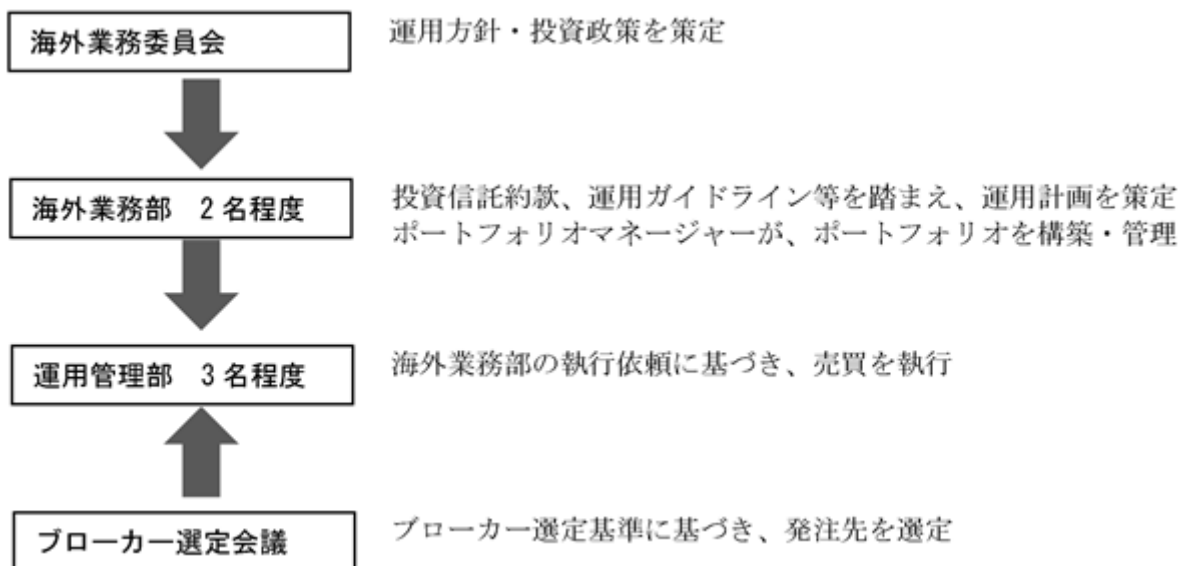 海外業務委員会
運用方針・投資政策を策定
海外業務部 2名程度
投資信託約款、運用ガイドライン等を踏まえ、運用計画を策定
ポートフォリオマネージャーが、ポートフォリオを構築・管理
運用管理部 3名程度
海外業務部の執行依頼に基づき、売買を執行
ブローカー選定会議
ブローカー選定基準に基づき、発注先を選定